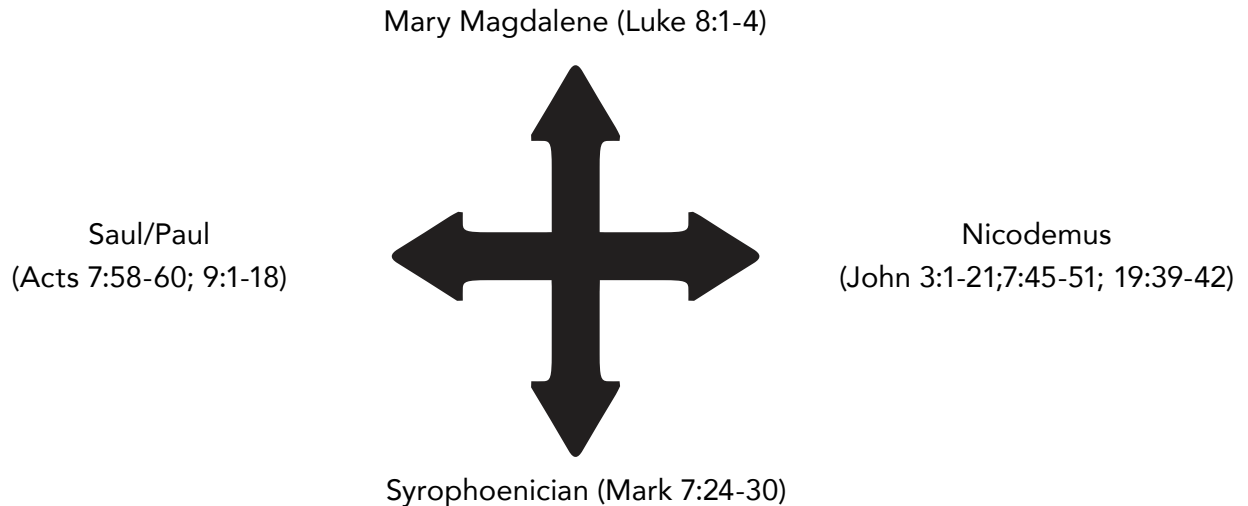 Mary Magdalene (Luke 8:1-4)
Saul/Paul
(Acts 7:58-60; 9:1-18)
Nicodemus
(John 3:1-21;7:45-51; 19:39-42)
Syrophoenician (Mark 7:24-30)